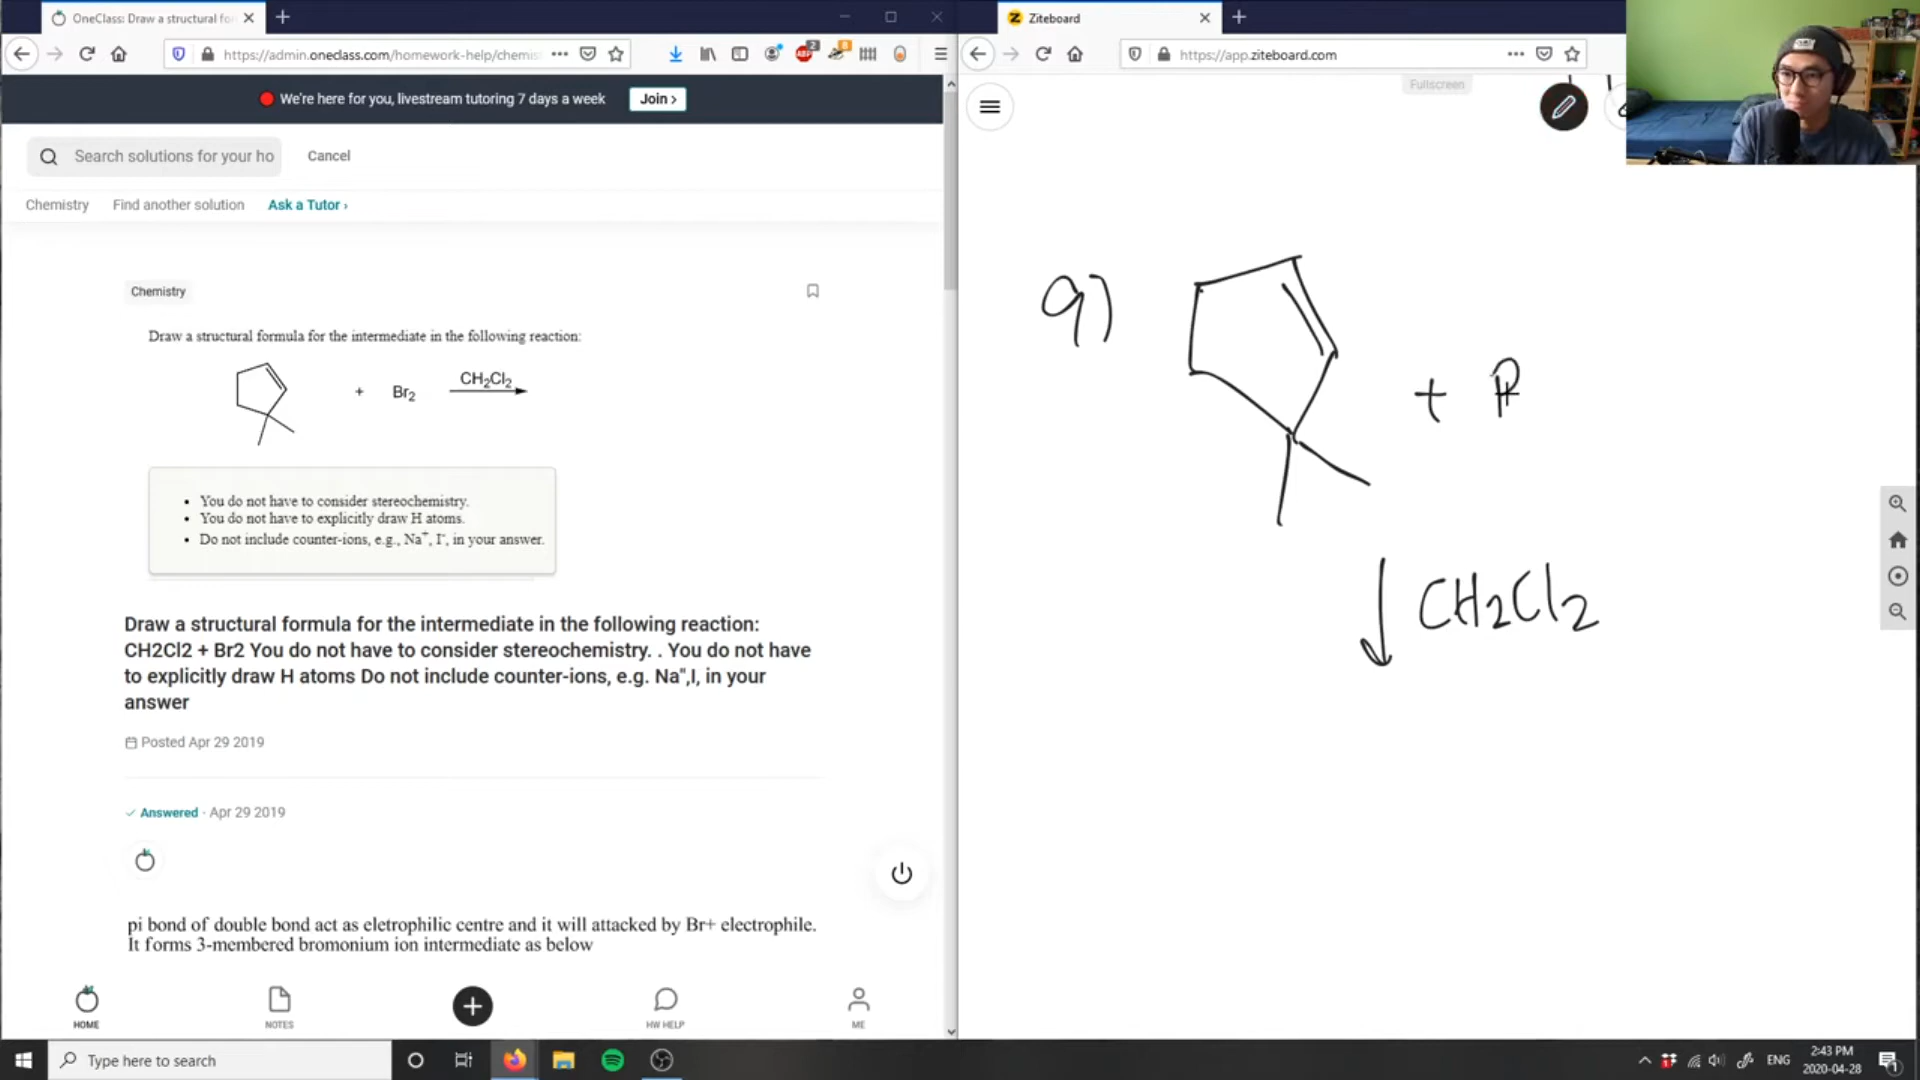 OneClass: Draw a structural fo
Ziteboard
https://admin.oneclass.com/homework-help/chemis
https://app.ziteboard.com
We're here for you, livestream tutoring 7 days a week
Join ›
Search solutions for your ho
Cancel
Chemistry
Find another solution
Ask a Tutor ›
Chemistry
Draw a structural formula for the intermediate in the following reaction:
+ Br2 CH2Cl2
• You do not have to consider stereochemistry.
• You do not have to explicitly draw H atoms.
• Do not include counter-ions, e.g., Na+, I-, in your answer.
Draw a structural formula for the intermediate in the following reaction:
CH2Cl2 + Br2 You do not have to consider stereochemistry. . You do not have
to explicitly draw H atoms Do not include counter-ions, e.g. Na",I, in your
answer
Posted Apr 29 2019
Answered · Apr 29 2019
pi bond of double bond act as eletrophilic centre and it will attacked by Br+ electrophile.
It forms 3-membered bromonium ion intermediate as below
HOME
NOTES
HW HELP
ME
Fullscreen
9)
+
CH2Cl2
Type here to search
ENG
2:43 PM
2020-04-28